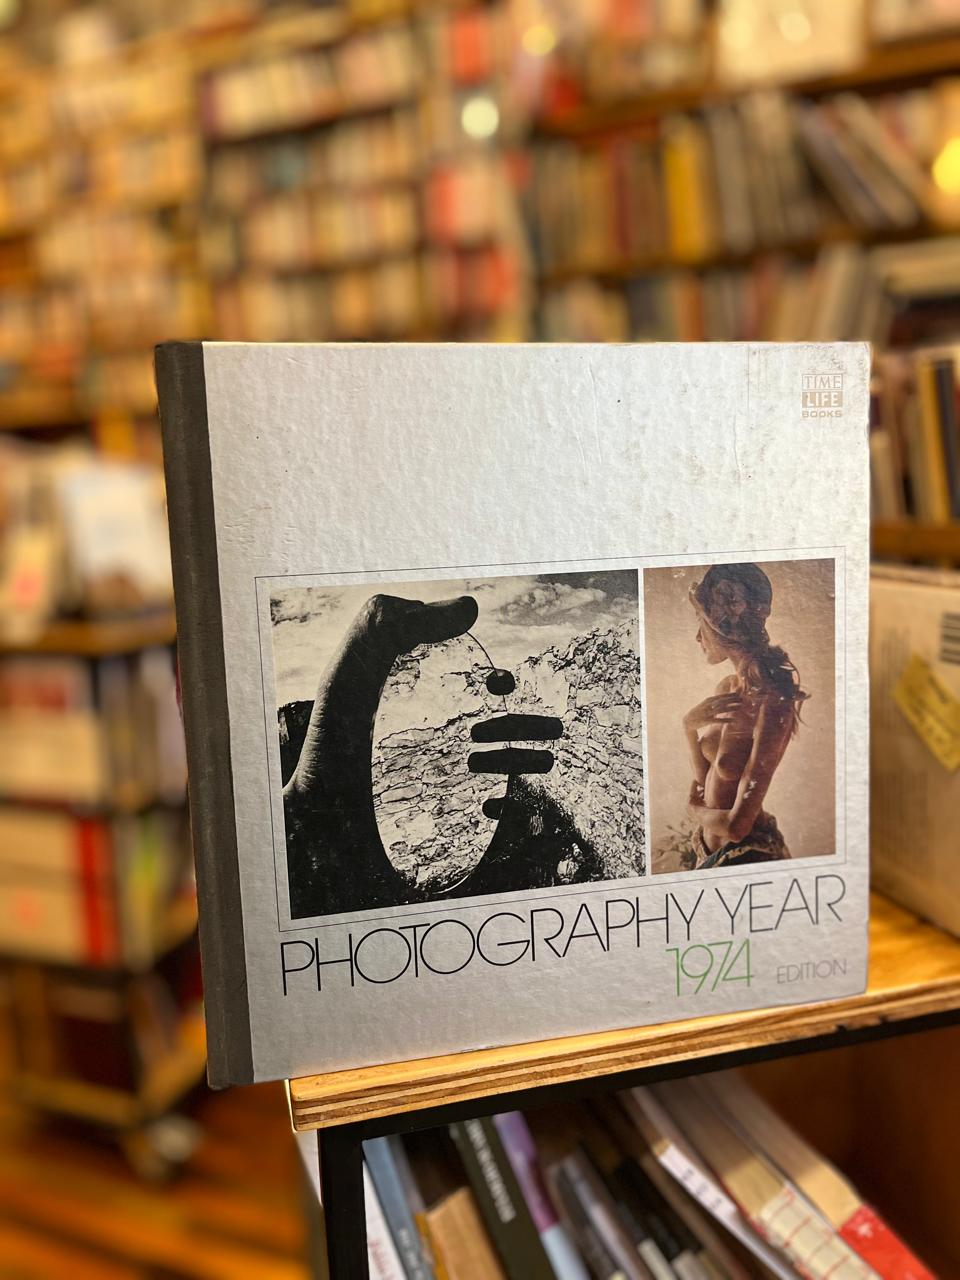 TIME
LIFE
BOOKS
PHOTOGRAPHY YEAR
1974 EDITION